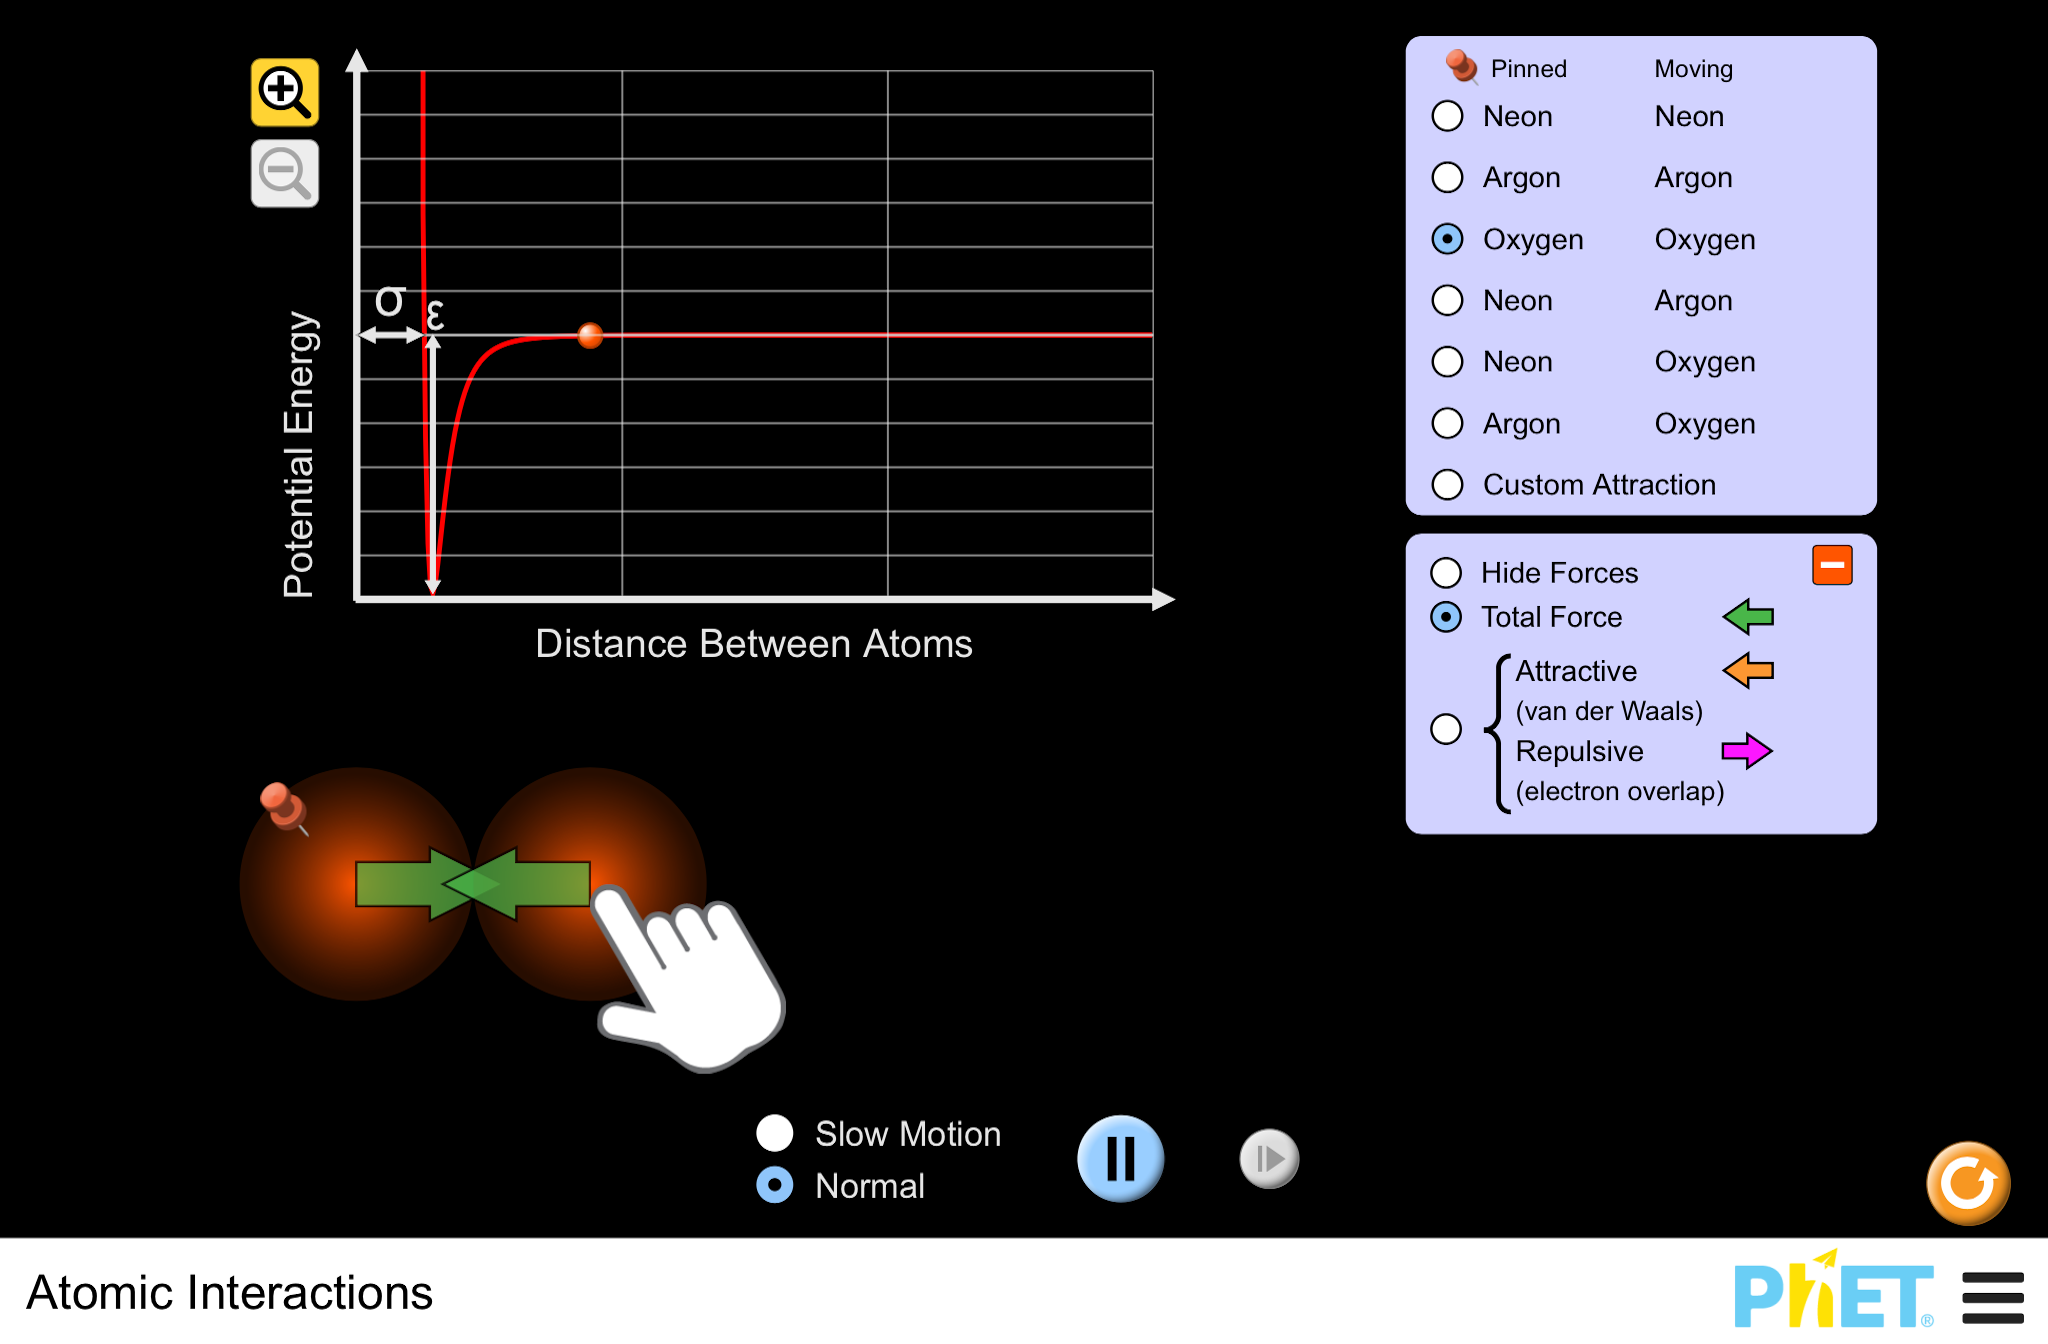 σ
ε
Potential Energy
Distance Between Atoms
Pinned Moving
Neon Neon
Argon Argon
Oxygen Oxygen
Neon Argon
Neon Oxygen
Argon Oxygen
Custom Attraction
Hide Forces
Total Force
Attractive
(van der Waals)
Repulsive
(electron overlap)
Slow Motion
Normal
Atomic Interactions
PhET®